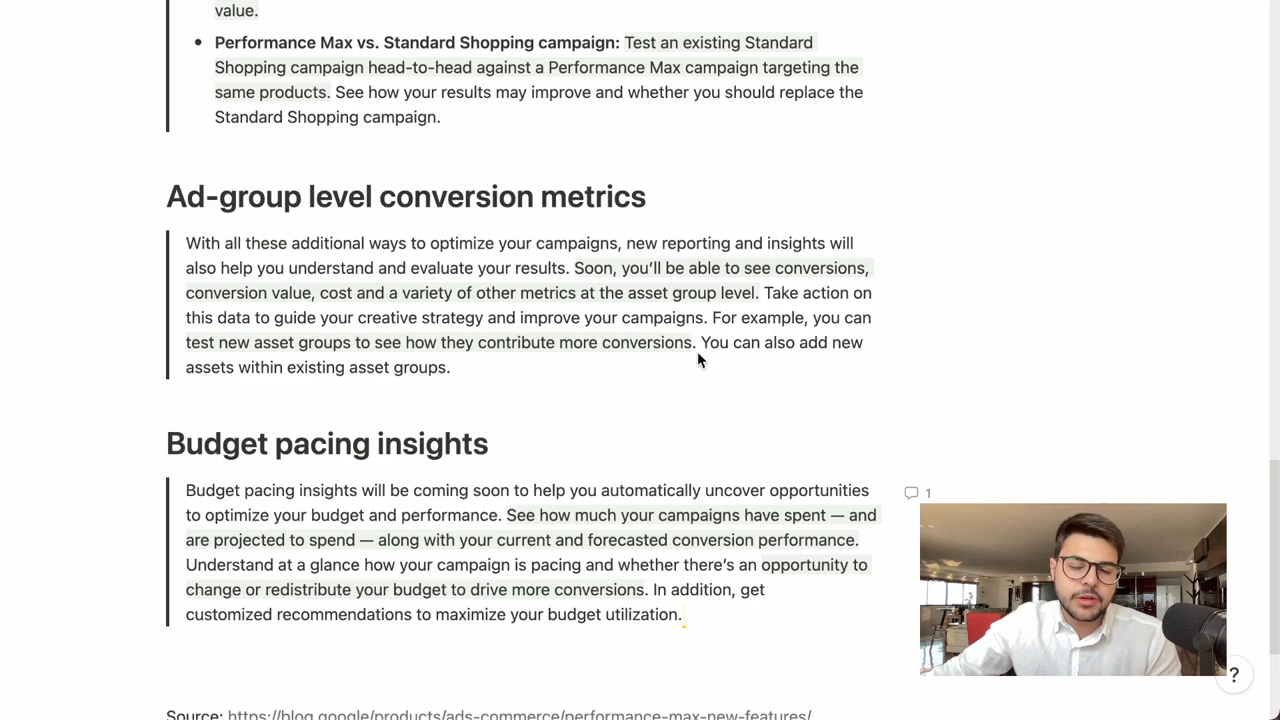 value.
• Performance Max vs. Standard Shopping campaign: Test an existing Standard
Shopping campaign head-to-head against a Performance Max campaign targeting the
same products. See how your results may improve and whether you should replace the
Standard Shopping campaign.
Ad-group level conversion metrics
With all these additional ways to optimize your campaigns, new reporting and insights will
also help you understand and evaluate your results. Soon, you’ll be able to see conversions,
conversion value, cost and a variety of other metrics at the asset group level. Take action on
this data to guide your creative strategy and improve your campaigns. For example, you can
test new asset groups to see how they contribute more conversions. You can also add new
assets within existing asset groups.
Budget pacing insights
Budget pacing insights will be coming soon to help you automatically uncover opportunities
to optimize your budget and performance. See how much your campaigns have spent — and
are projected to spend — along with your current and forecasted conversion performance.
Understand at a glance how your campaign is pacing and whether there’s an opportunity to
change or redistribute your budget to drive more conversions. In addition, get
customized recommendations to maximize your budget utilization.
1
?
Source: https://blog.google/products/ads-commerce/performance-max-new-features/